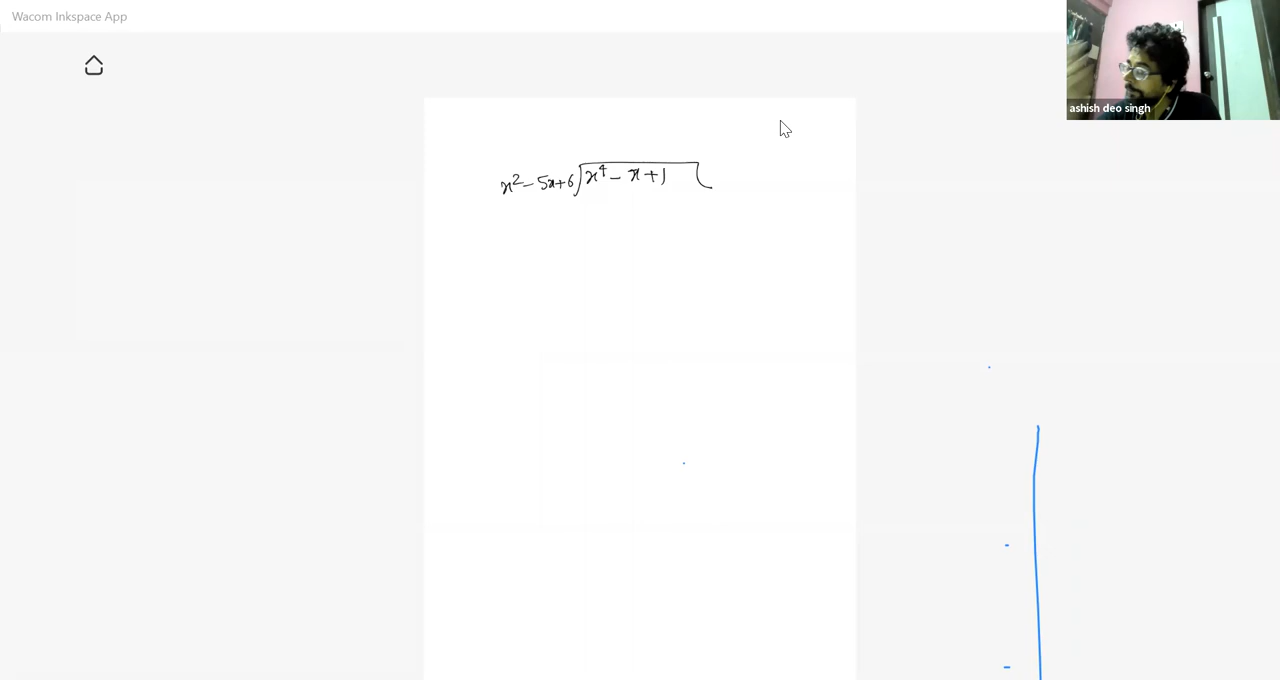 Wacom Inkspace App
ashish deo singh
x² - 5x + 6 ) x⁴ - x + 1 (